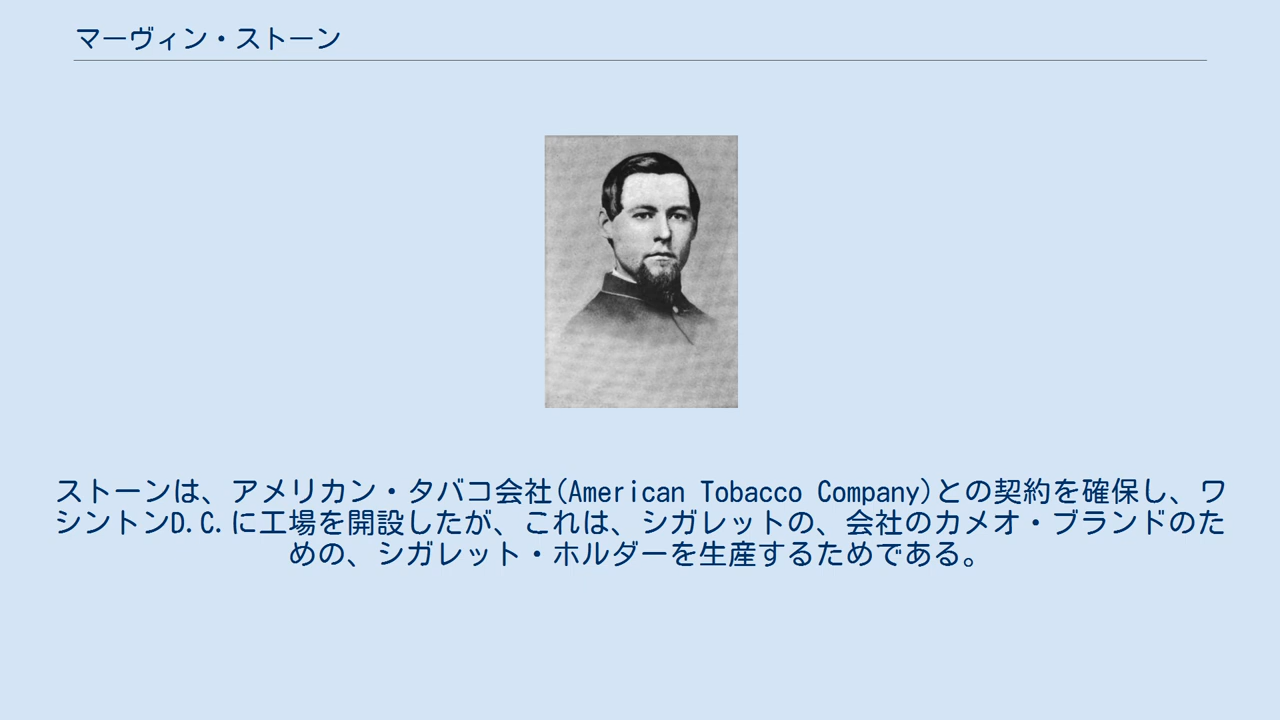 マーヴィン・ストーン
ストーンは、アメリカン・タバコ会社(American Tobacco Company)との契約を確保し、ワ
シントンD.C.に工場を開設したが、これは、シガレットの、会社のカメオ・ブランドのた
めの、シガレット・ホルダーを生産するためである。